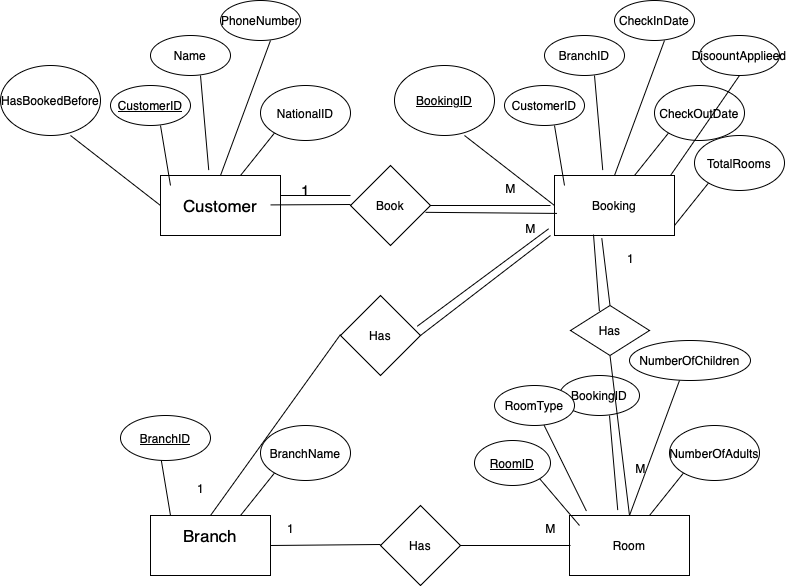 PhoneNumber
CheckInDate
Name
BranchID
DisountAppliеed
HasBookedBefore
CustomerID
NationalID
BookingID
CustomerID
CheckOutDate
TotalRooms
1
M
Customer
Book
Booking
M
1
Has
Has
NumberOfChildren
BookingID
RoomType
BranchID
BranchName
RoomID
NumberOfAdults
M
1
1
M
Branch
Has
Room